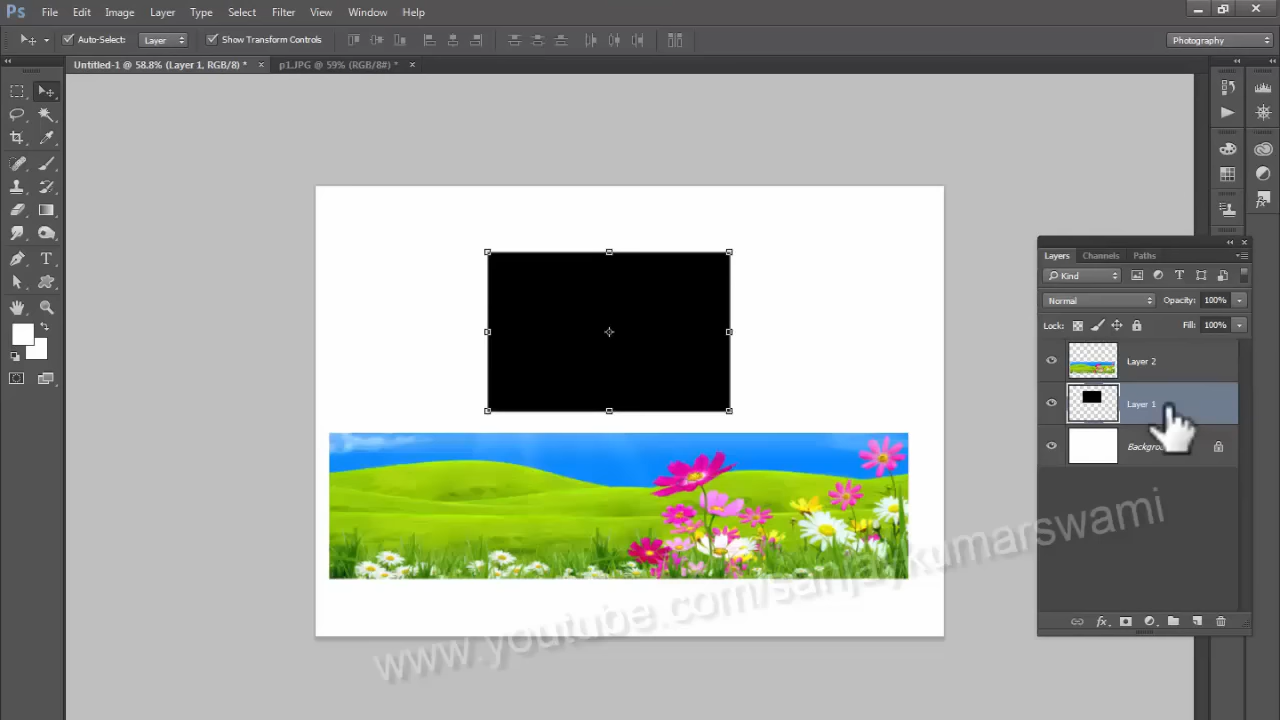 Ps File Edit Image Layer Type Select Filter View Window Help
Auto-Select: Layer Show Transform Controls Photography
Untitled-1 @ 58.8% (Layer 1, RGB/8) * × p1.JPG @ 59% (RGB/8#) * ×
Layers Channels Paths
Kind
Normal Opacity: 100%
Lock: Fill: 100%
Layer 2
Layer 1
Backgro
www.youtube.com/sanjaykumarswami